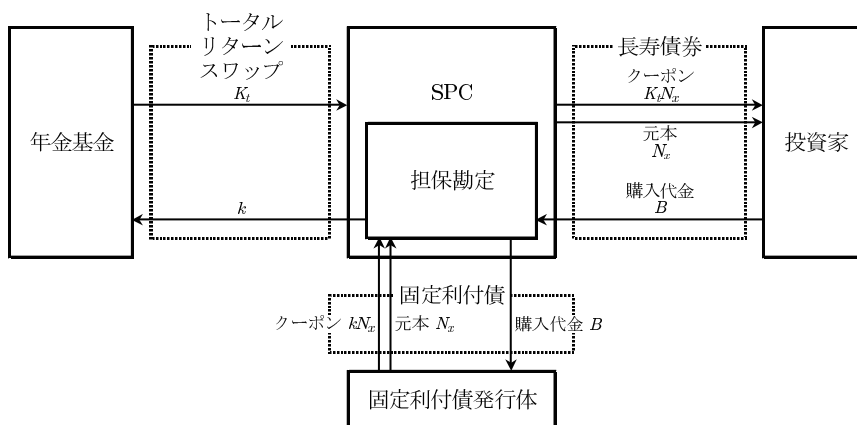 トータル
リターン
スワップ
K_t
年金基金
k
SPC
担保勘定
長寿債券
クーポン
K_tN_x
元本
N_x
購入代金
B
投資家
固定利付債
クーポン kN_x
元本 N_x
購入代金 B
固定利付債発行体